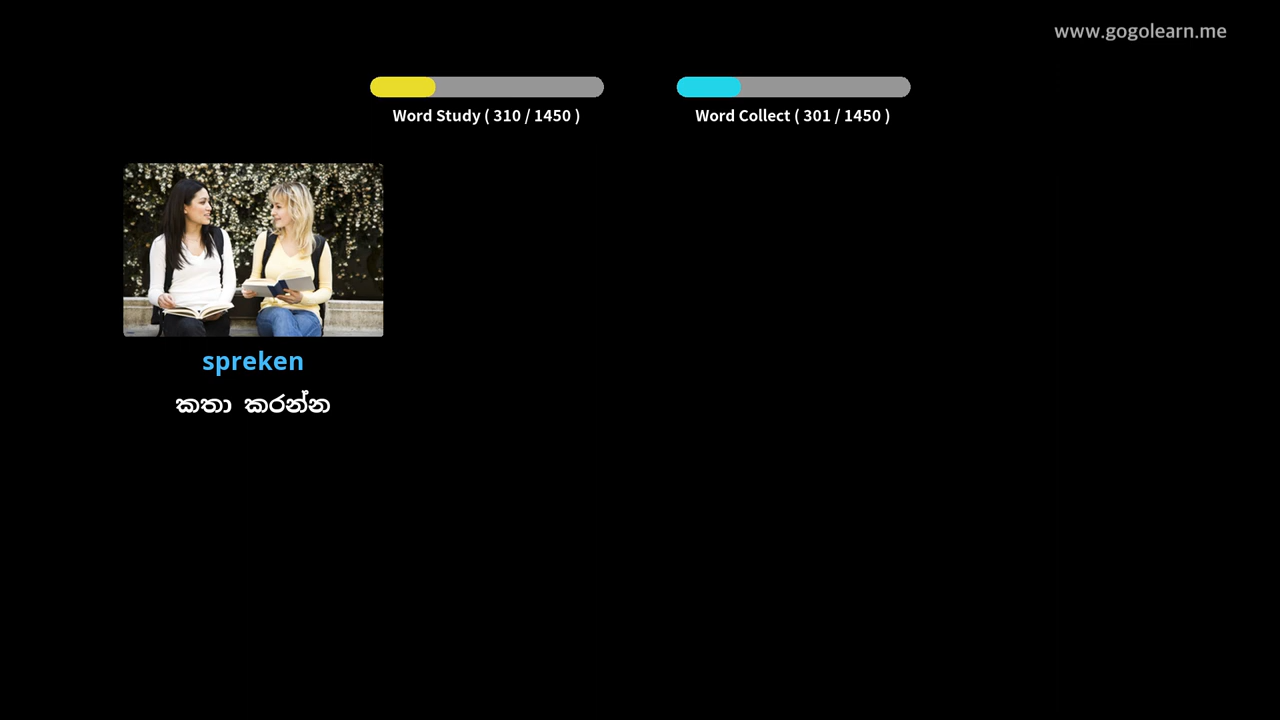 www.gogolearn.me
Word Study ( 310 / 1450 )
Word Collect ( 301 / 1450 )
spreken
කතා කරන්න